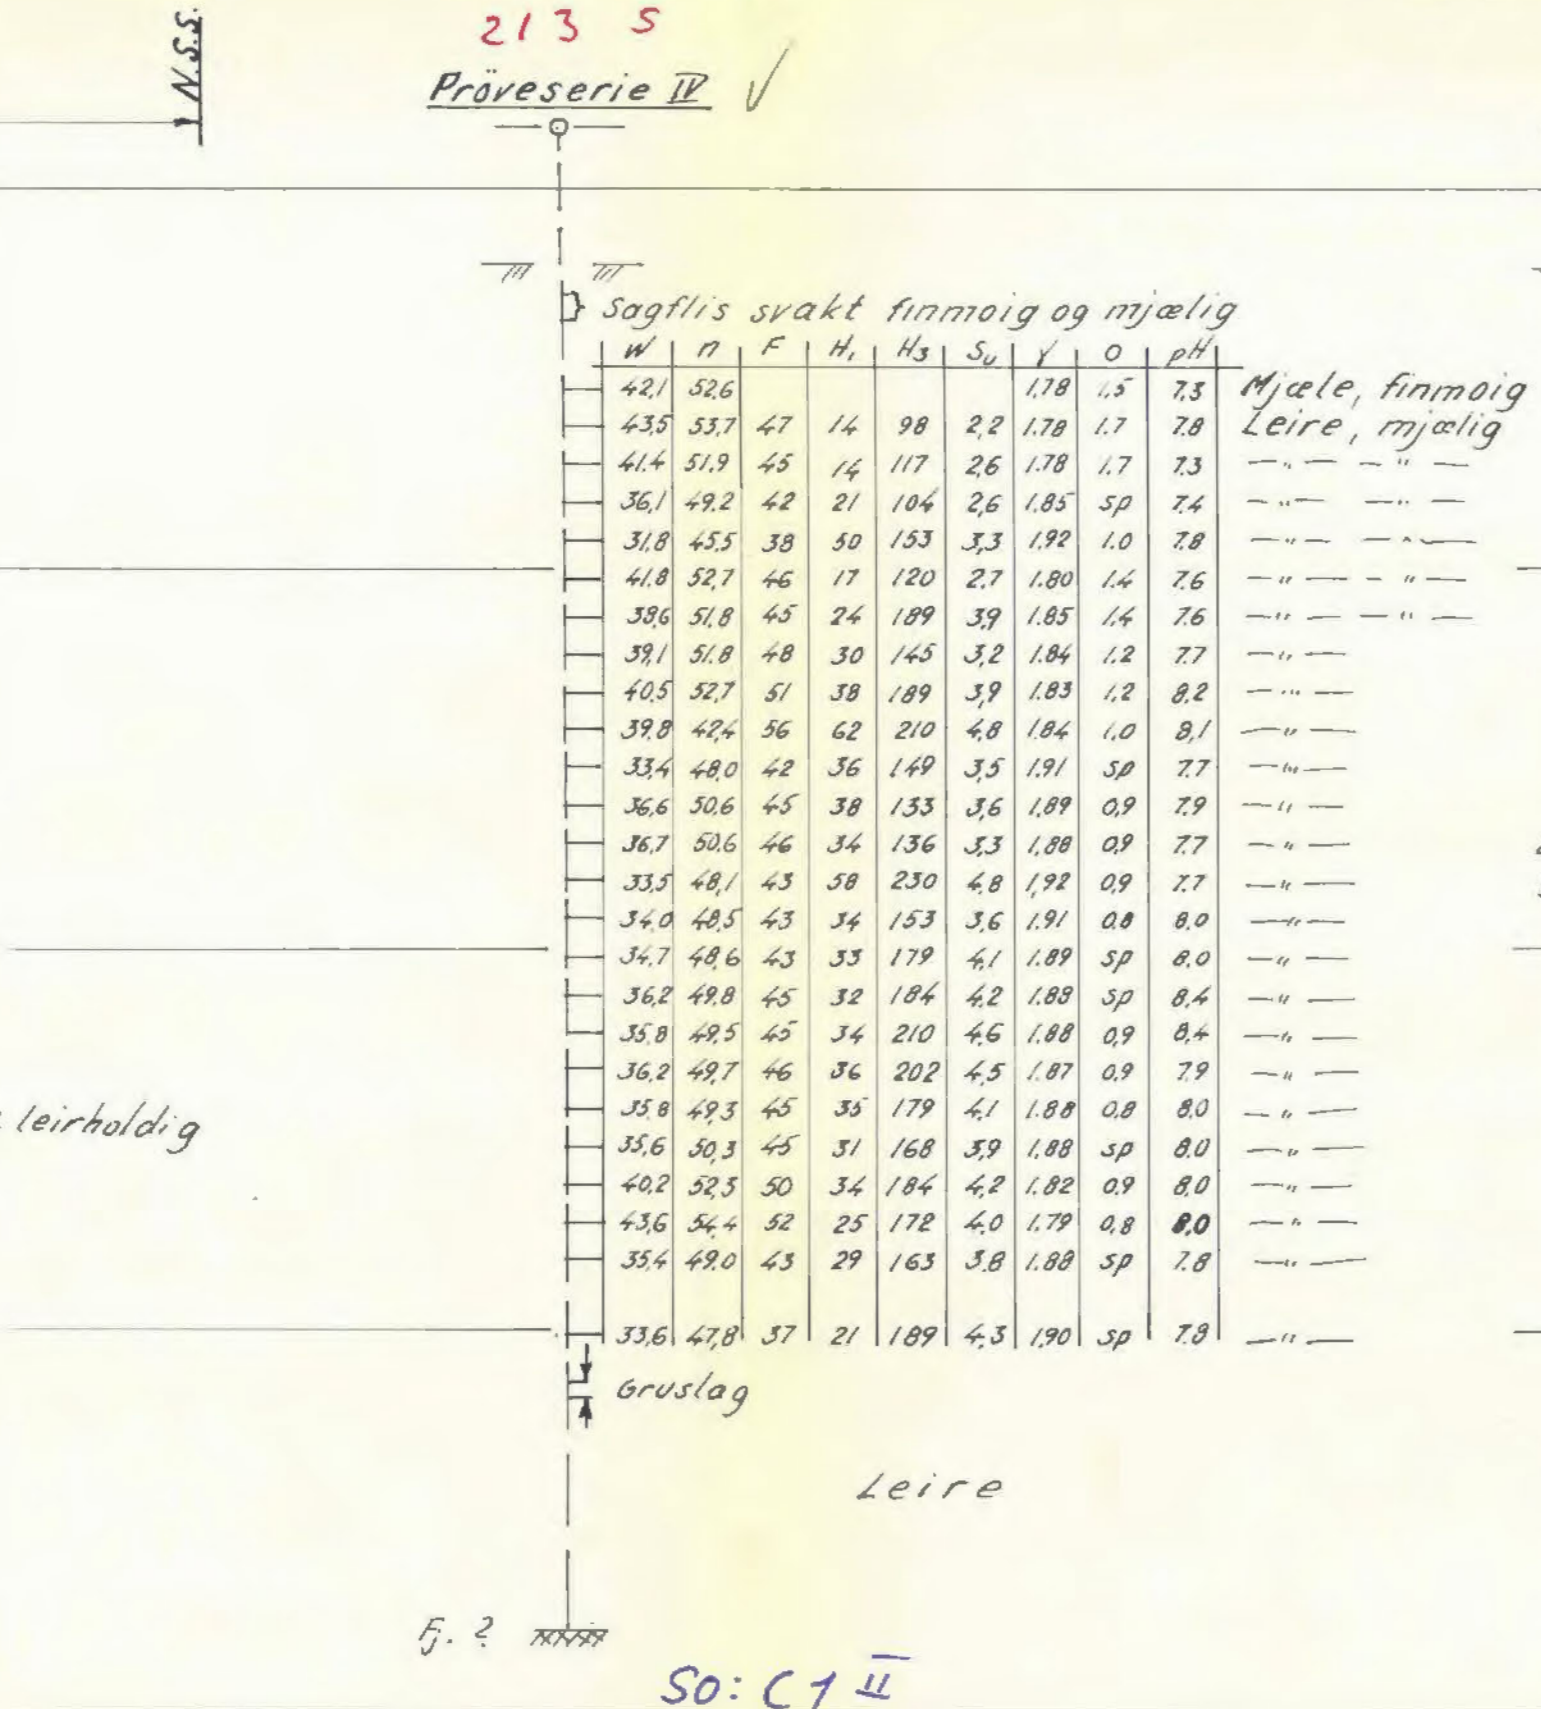 N.S.S.
213 S
Pröveserie IV √
Sagflis svakt finmoig og mjælig
W n F H₁ H₃ Sᵤ γ O pH
42,1 52,6 1.78 1,5 7.3 Mjæle, finmoig
43,5 53,7 47 14 98 2,2 1.78 1.7 7.8 Leire, mjælig
41.4 51,9 45 14 117 2,6 1.78 1.7 7.3 —„— —„—
36,1 49.2 42 21 104 2,6 1.85 sp 7.4 —„— —„—
31,8 45,5 38 50 153 3,3 1,92 1.0 7.8 —„— —„—
41,8 52,7 46 17 120 2.7 1.80 1.4 7.6 —„— —„—
38,6 51,8 45 24 189 3,9 1.85 1.4 7.6 —„— —„—
39,1 51.8 48 30 145 3,2 1.84 1.2 7.7 —„—
40,5 52,7 51 38 189 3,9 1.83 1,2 8.2 —„—
39.8 42,4 56 62 210 4,8 1.84 1,0 8,1 —„—
33,4 48,0 42 36 149 3,5 1.91 sp 7.7 —„—
36,6 50.6 45 38 133 3,6 1.89 0,9 7.9 —„—
36,7 50,6 46 34 136 3,3 1,88 0,9 7.7 —„—
33,5 48,1 43 58 230 4,8 1,92 0,9 7.7 —„—
34,0 48,5 43 34 153 3,6 1.91 0.8 8.0 —„—
34,7 48,6 43 33 179 4,1 1.89 sp 8.0 —„—
36,2 49,8 45 32 184 4,2 1.88 sp 8,4 —„—
35,8 49,5 45 34 210 4,6 1.88 0,9 8,4 —„—
36,2 49,7 46 36 202 4,5 1.87 0.9 7.9 —„—
35,8 49,3 45 35 179 4,1 1.88 0,8 8,0 —„—
leirholdig
35,6 50,3 45 31 168 3,9 1.88 sp 8.0 —„—
40,2 52,3 50 34 184 4,2 1.82 0.9 8,0 —„—
43,6 54,4 52 25 172 4,0 1.79 0,8 8,0 —„—
35,4 49,0 43 29 163 3,8 1.88 sp 7.8 —„—
33,6 47,8 37 21 189 4,3 1,90 sp 7.8 —„—
Gruslag
Leire
Fj. ?
SO: C 1 II